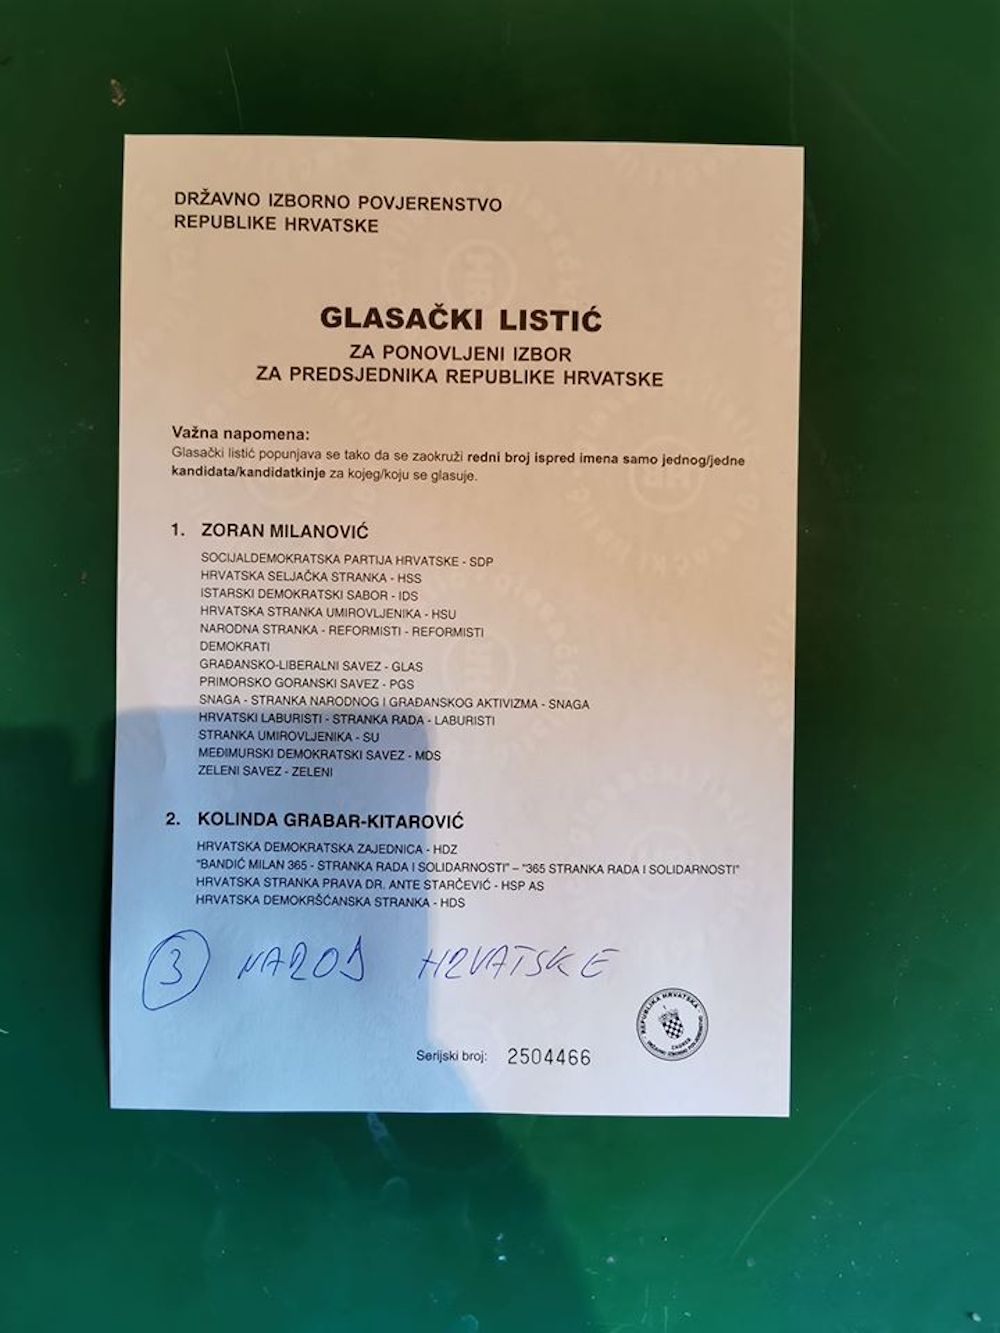 DRŽAVNO IZBORNO POVJERENSTVO
REPUBLIKE HRVATSKE
GLASAČKI LISTIĆ
ZA PONOVLJENI IZBOR
ZA PREDSJEDNIKA REPUBLIKE HRVATSKE
Važna napomena:
Glasački listić popunjava se tako da se zaokruži redni broj ispred imena samo jednog/jedne
kandidata/kandidatkinje za kojeg/koju se glasuje.
1. ZORAN MILANOVIĆ
SOCIJALDEMOKRATSKA PARTIJA HRVATSKE - SDP
HRVATSKA SELJAČKA STRANKA - HSS
ISTARSKI DEMOKRATSKI SABOR - IDS
HRVATSKA STRANKA UMIROVLJENIKA - HSU
NARODNA STRANKA - REFORMISTI - REFORMISTI
DEMOKRATI
GRAĐANSKO-LIBERALNI SAVEZ - GLAS
PRIMORSKO GORANSKI SAVEZ - PGS
SNAGA - STRANKA NARODNOG I GRAĐANSKOG AKTIVIZMA - SNAGA
HRVATSKI LABURISTI - STRANKA RADA - LABURISTI
STRANKA UMIROVLJENIKA - SU
MEĐIMURSKI DEMOKRATSKI SAVEZ - MDS
ZELENI SAVEZ - ZELENI
2. KOLINDA GRABAR-KITAROVIĆ
HRVATSKA DEMOKRATSKA ZAJEDNICA - HDZ
"BANDIĆ MILAN 365 - STRANKA RADA I SOLIDARNOSTI" – "365 STRANKA RADA I SOLIDARNOSTI"
HRVATSKA STRANKA PRAVA DR. ANTE STARČEVIĆ - HSP AS
HRVATSKA DEMOKRŠĆANSKA STRANKA - HDS
3 NAROD HRVATSKE
REPUBLIKA HRVATSKA
DRŽAVNO IZBORNO POVJERENSTVO
ZAGREB
Serijski broj: 2504466